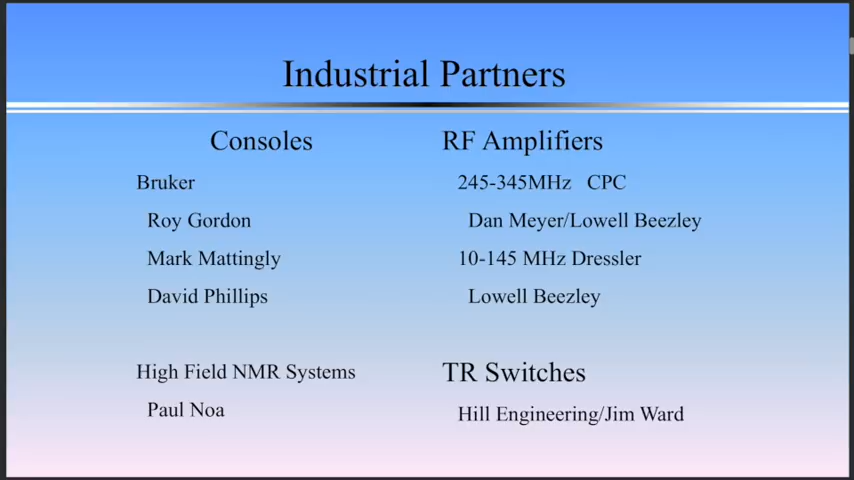 Industrial Partners
Consoles
Bruker
Roy Gordon
Mark Mattingly
David Phillips
High Field NMR Systems
Paul Noa
RF Amplifiers
245-345MHz CPC
Dan Meyer/Lowell Beezley
10-145 MHz Dressler
Lowell Beezley
TR Switches
Hill Engineering/Jim Ward